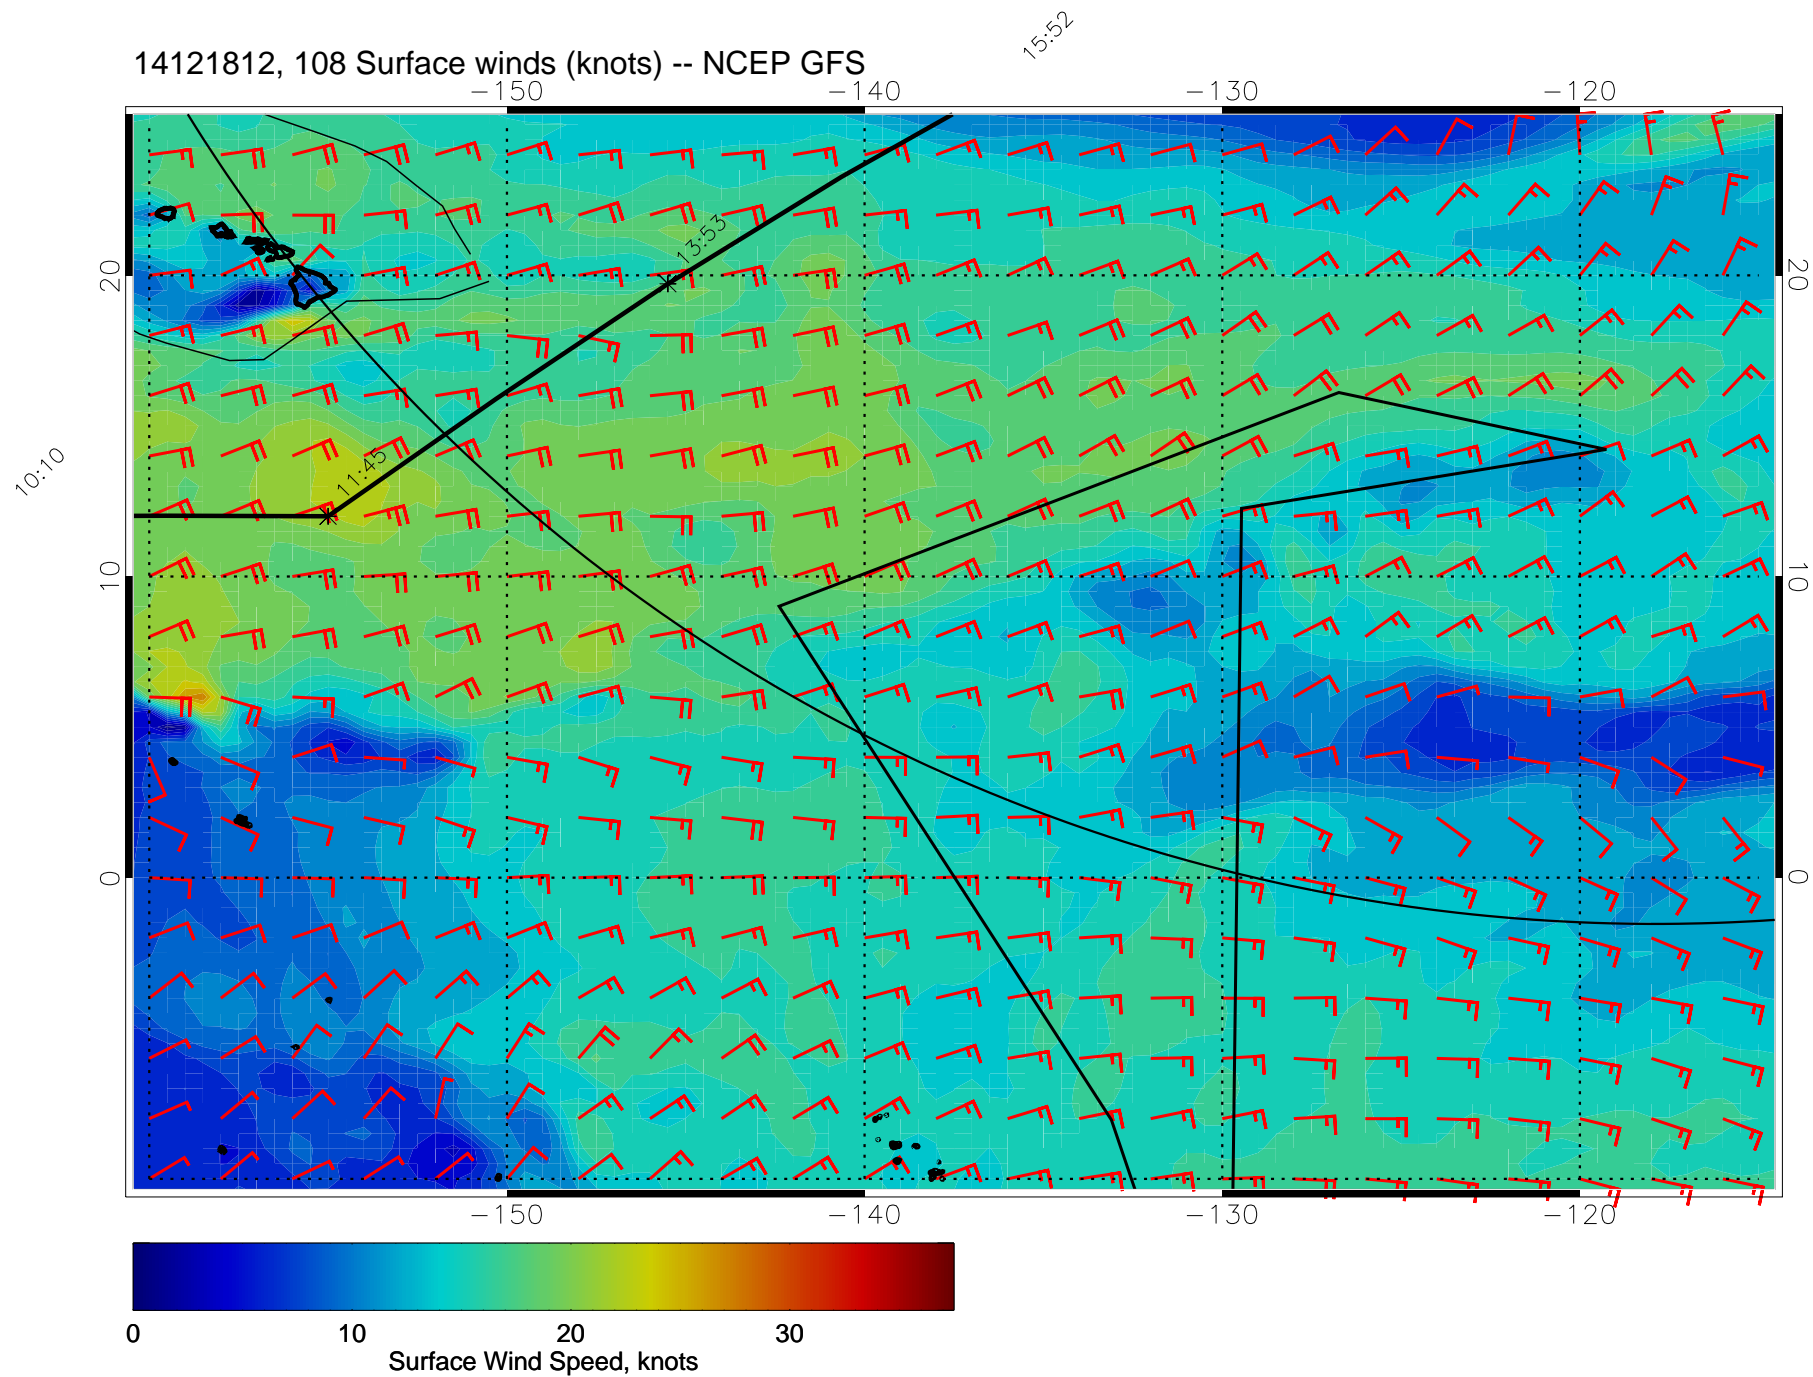 15:52
14121812, 108 Surface winds (knots) -- NCEP GFS
-150 -140 -130 -120
13:53
20 20
11:45
10:10
10 10
0 0
-150 -140 -130 -120
0 10 20 30
Surface Wind Speed, knots